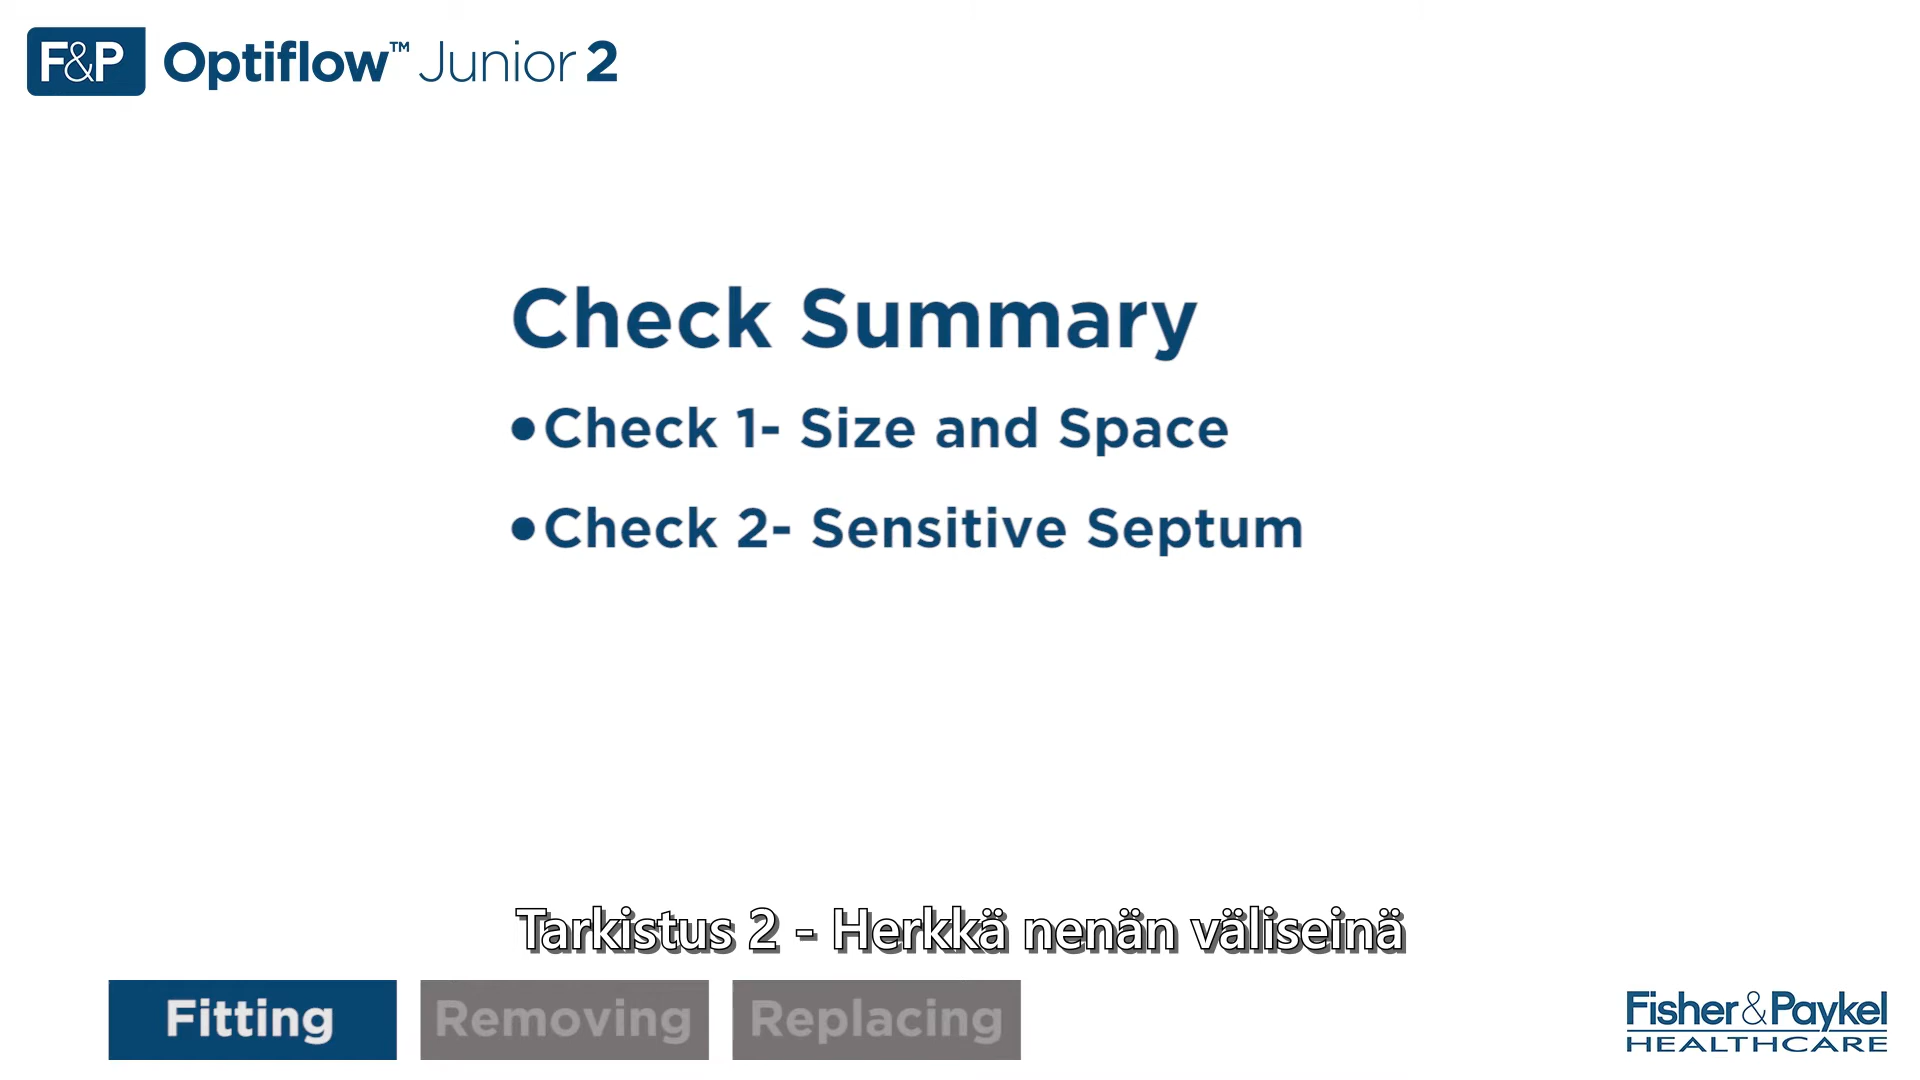 F&P Optiflow™ Junior 2
Check Summary
•Check 1- Size and Space
•Check 2- Sensitive Septum
Tarkistus 2 - Herkkä nenän väliseinä
Fitting Removing Replacing
Fisher&Paykel
HEALTHCARE